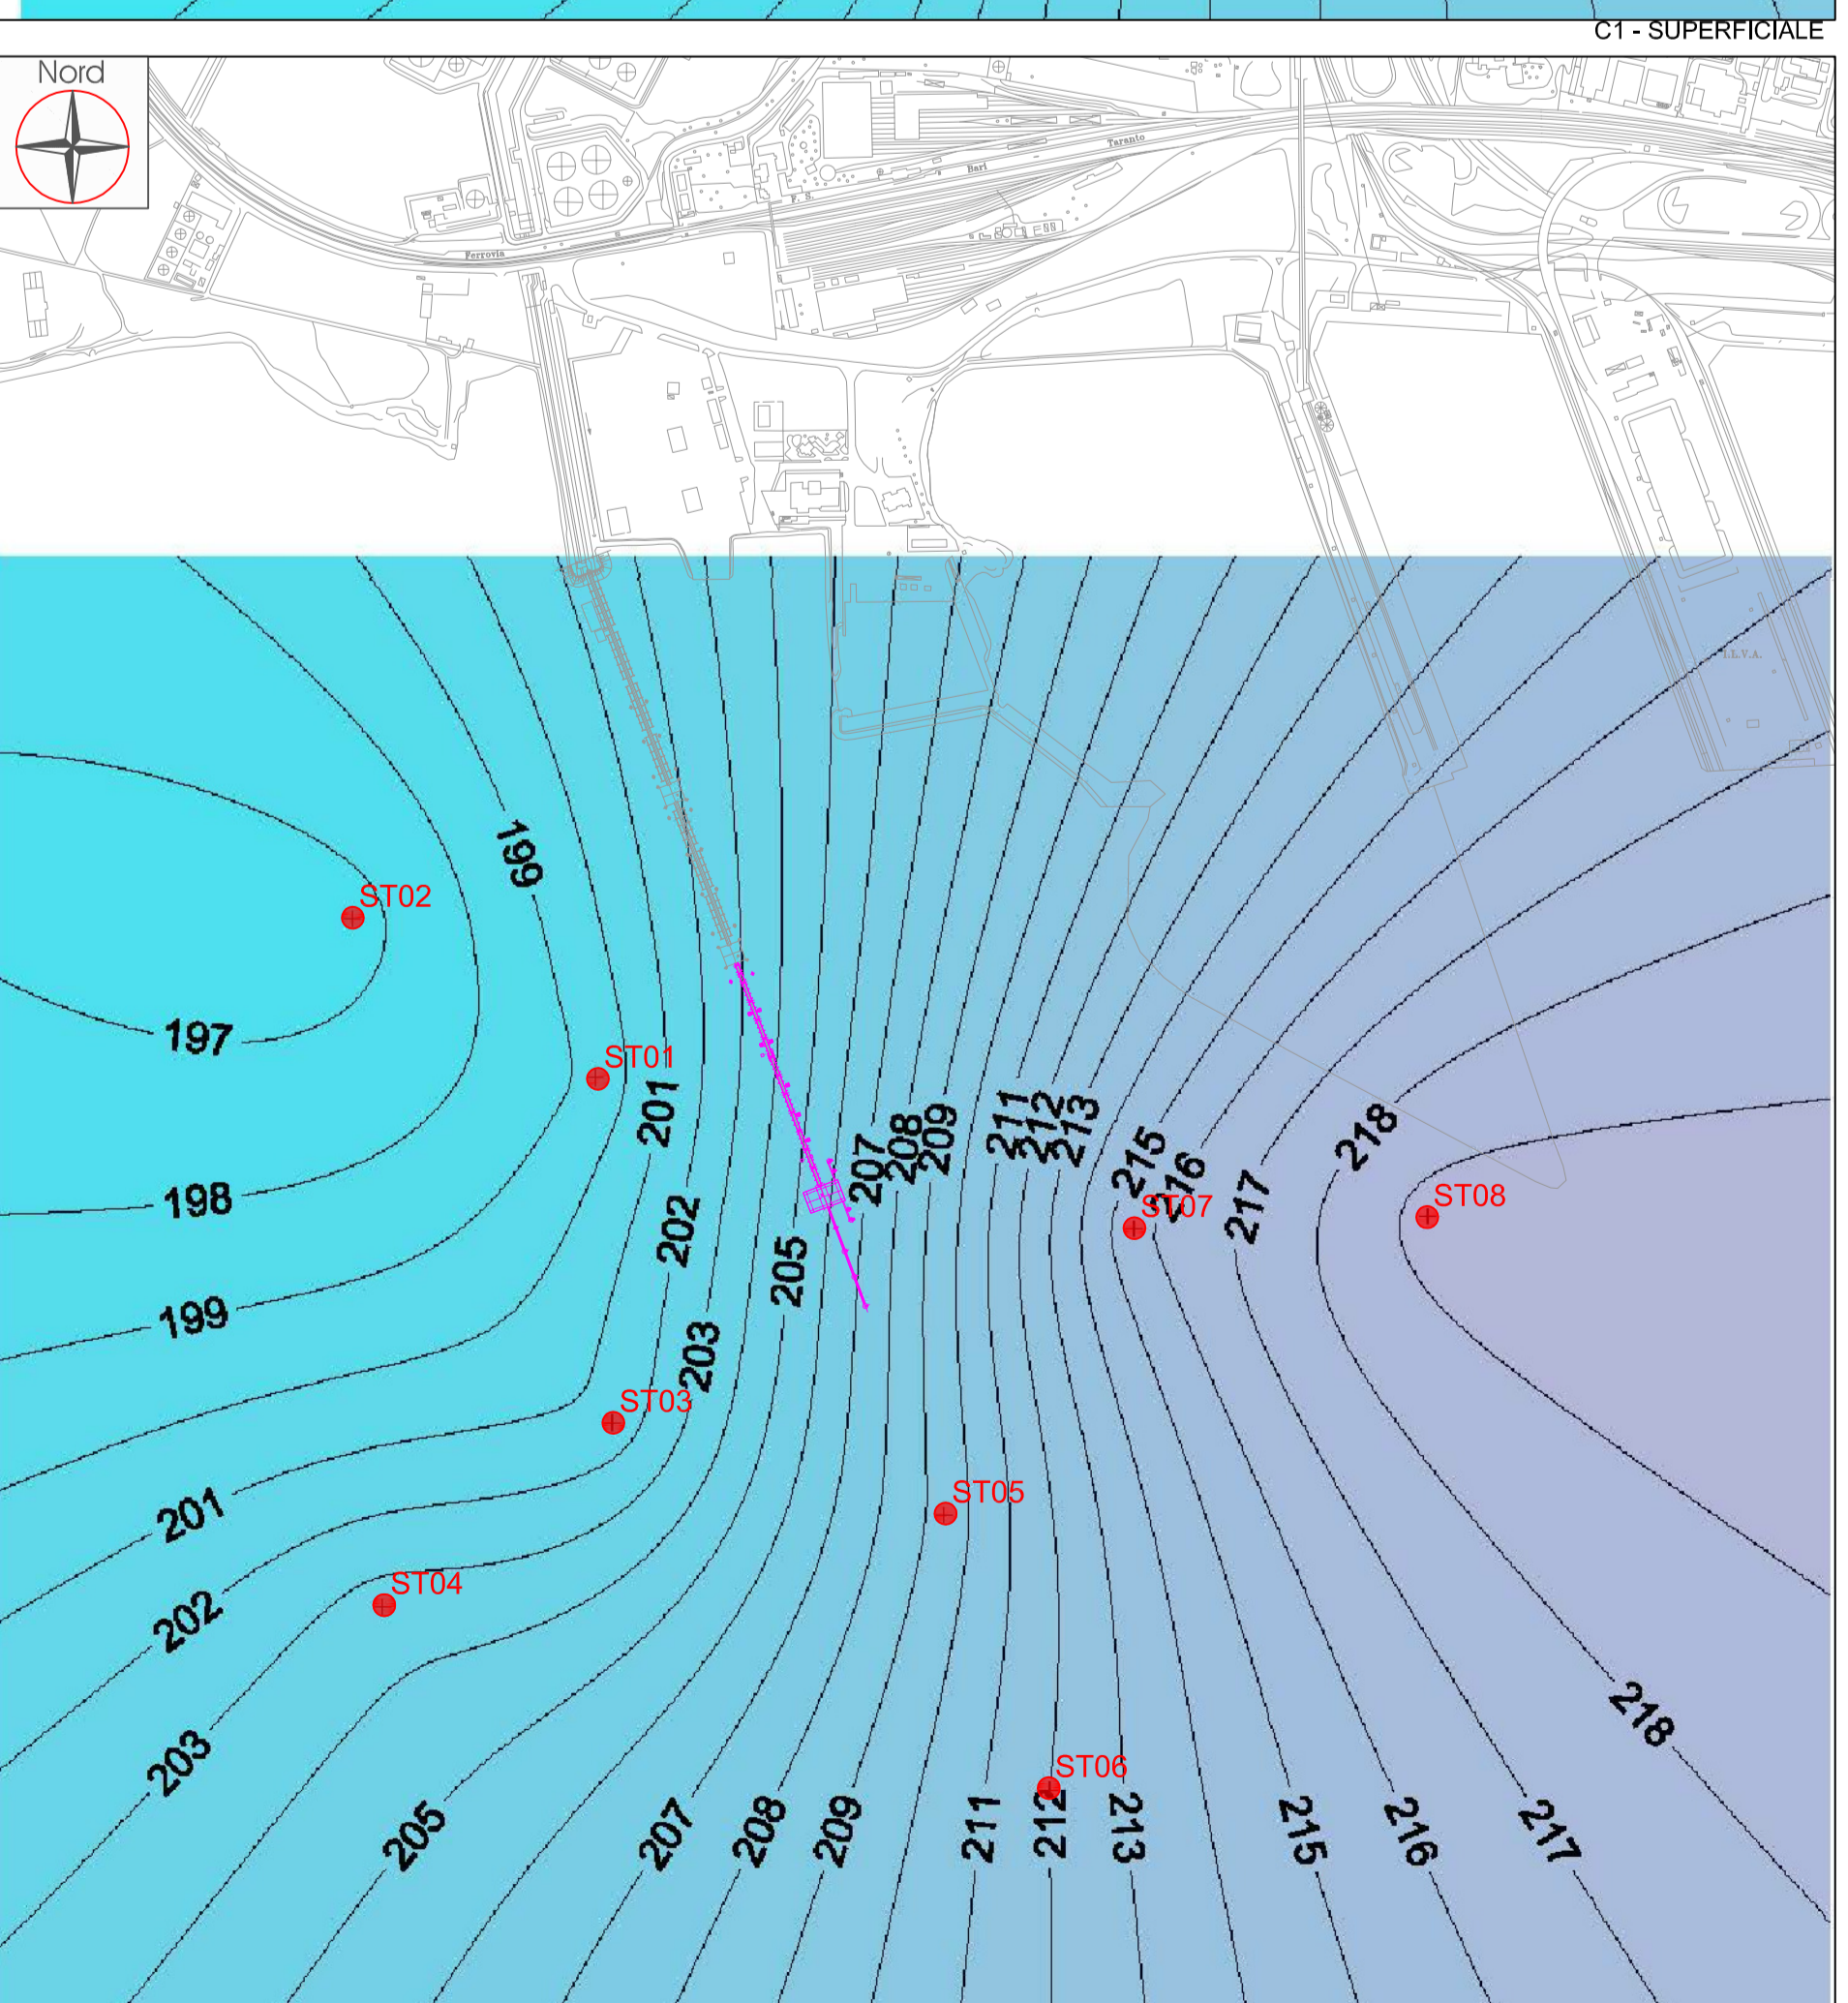 C1 - SUPERFICIALE
Nord
Taranto
Bari
F. S.
Ferrovia
I.L.V.A.
199
ST02
197
ST01
201
211
212
213
209
208
207
215
216
218
198
202
217
ST07
ST08
205
199
203
ST03
ST05
201
ST04
202
218
203
ST06
205
207
208
209
211
212
213
215
216
217